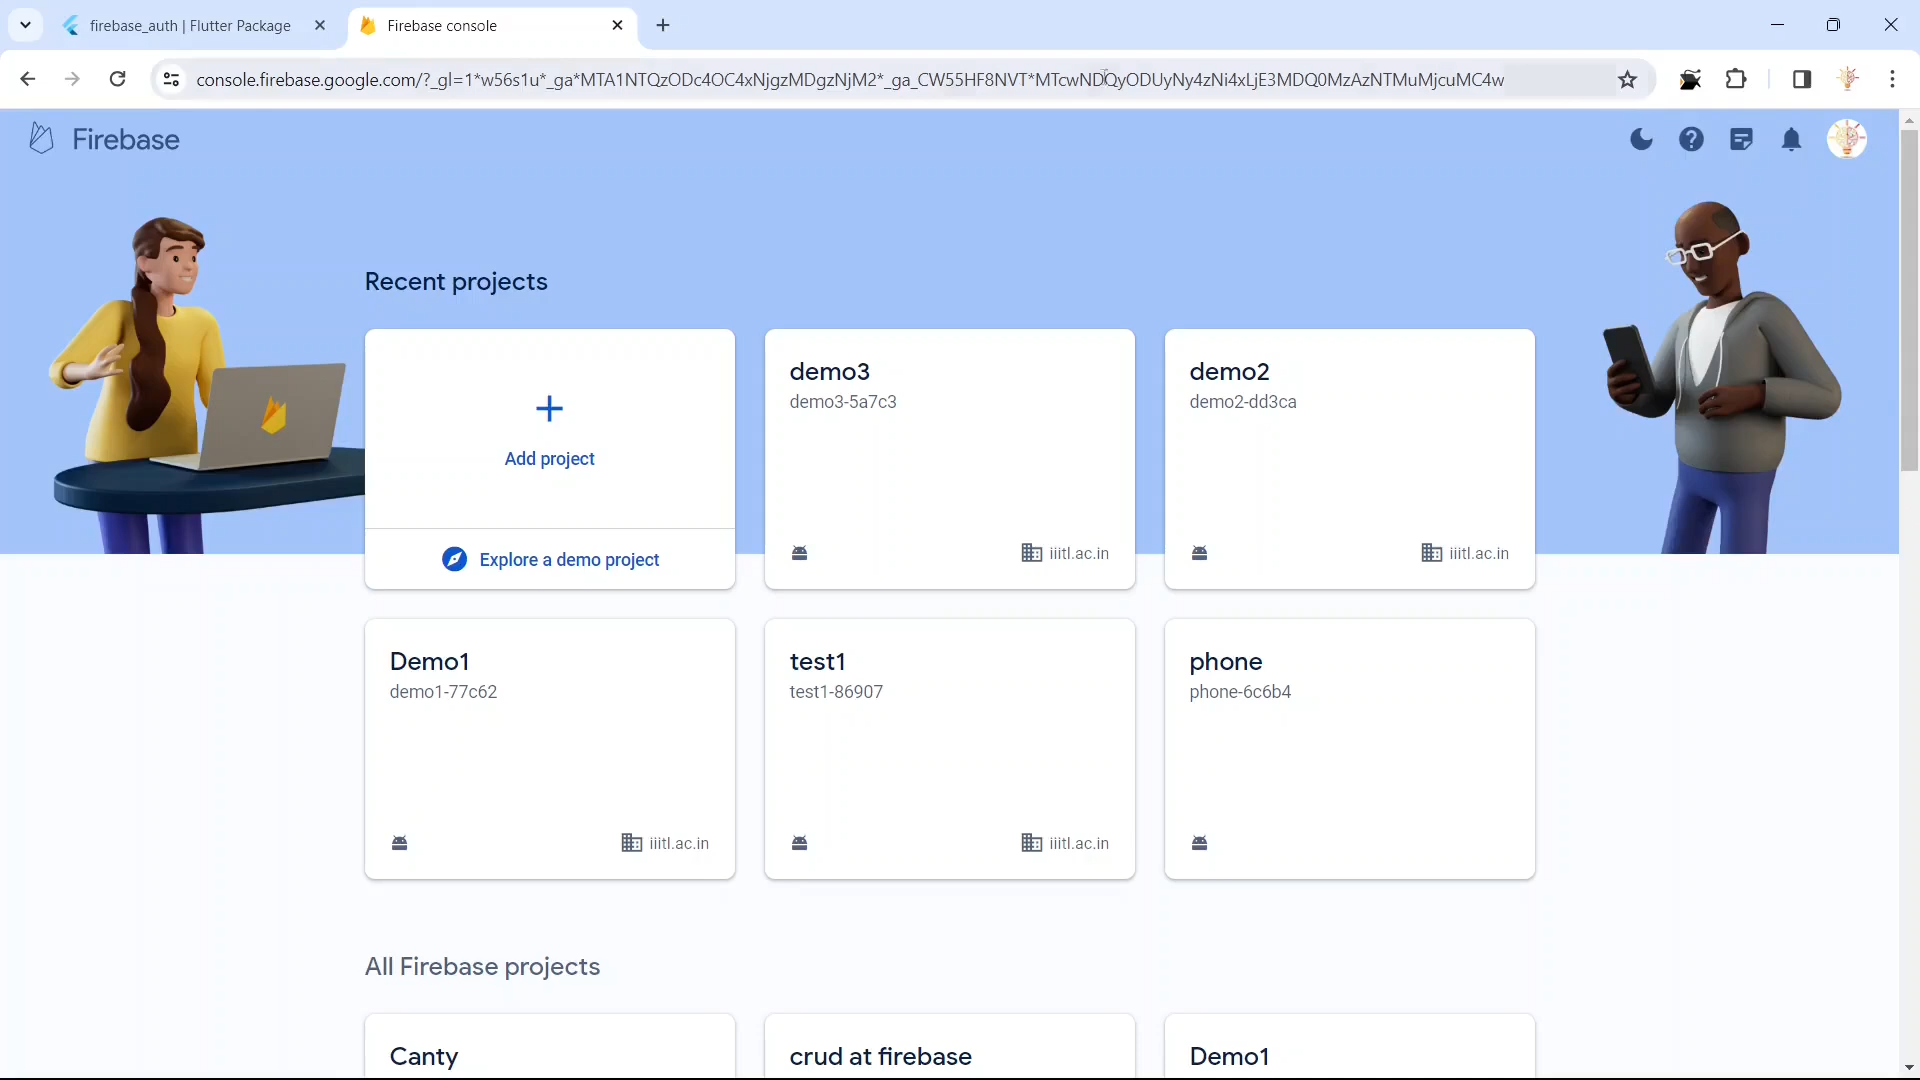 firebase_auth | Flutter Package
Firebase console
console.firebase.google.com/?_gl=1*w56s1u*_ga*MTA1NTQzODc4OC4xNjgzMDgzNjM2*_ga_CW55HF8NVT*MTcwNDQyODUyNy4zNi4xLjE3MDQ0MzAzNTMuMjcuMC4w
Firebase
Recent projects
Add project
Explore a demo project
demo3
demo3-5a7c3
iiitl.ac.in
demo2
demo2-dd3ca
iiitl.ac.in
Demo1
demo1-77c62
iiitl.ac.in
test1
test1-86907
iiitl.ac.in
phone
phone-6c6b4
All Firebase projects
Canty
crud at firebase
Demo1